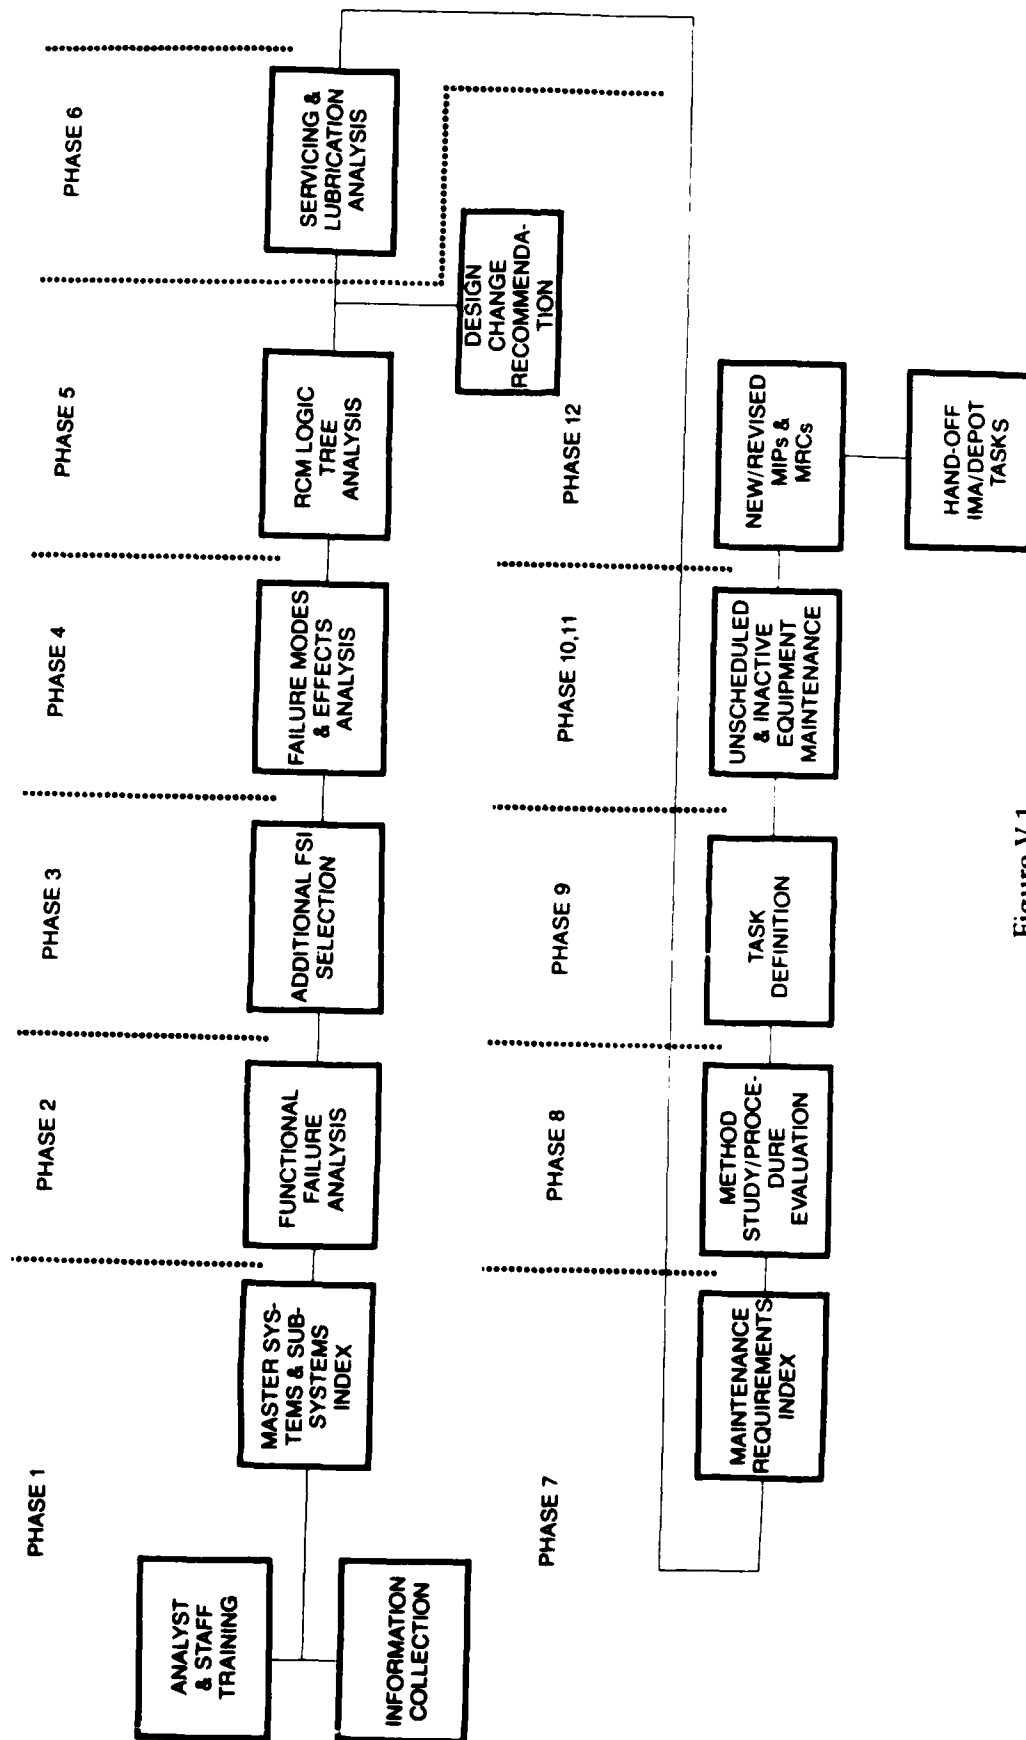 PHASE 1
ANALYST
& STAFF
TRAINING
INFORMATION
COLLECTION
MASTER SYS-
TEMS & SUB-
SYSTEMS
INDEX
PHASE 2
FUNCTIONAL
FAILURE
ANALYSIS
PHASE 3
ADDITIONAL FSI
SELECTION
PHASE 4
FAILURE MODES
& EFFECTS
ANALYSIS
PHASE 5
RCM LOGIC
TREE
ANALYSIS
DESIGN
CHANGE
RECOMMENDA-
TION
PHASE 6
SERVICING &
LUBRICATION
ANALYSIS
PHASE 7
MAINTENANCE
REQUIREMENTS
INDEX
PHASE 8
METHOD
STUDY/PROCE-
DURE
EVALUATION
PHASE 9
TASK
DEFINITION
PHASE 10,11
UNSCHEDULED
& INACTIVE
EQUIPMENT
MAINTENANCE
PHASE 12
NEW/REVISED
MIPs &
MRCs
HAND-OFF
IMA/DEPOT
TASKS
Figure V-1